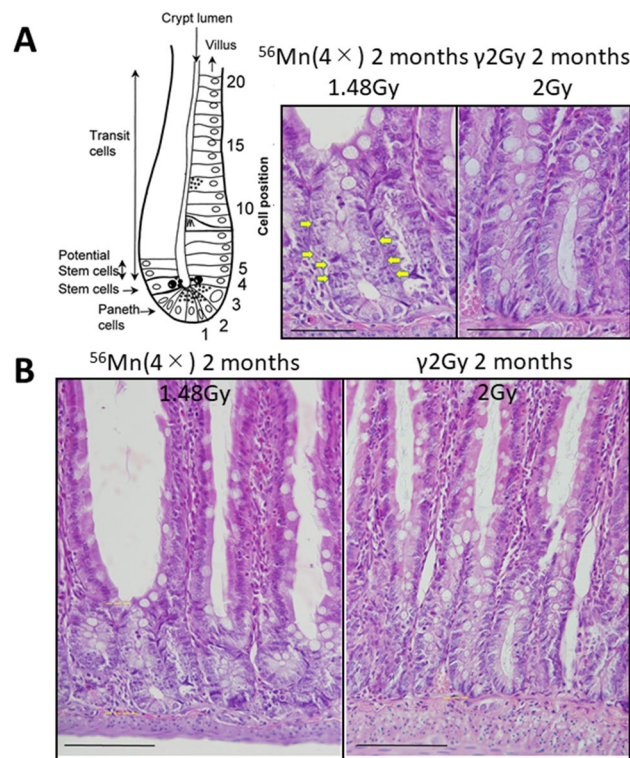 A
Crypt lumen
Villus
20
Transit
cells
15
Cell position
10
Potential
Stem cells
5
Stem cells
4
Paneth
cells
3
2
1
⁵⁶Mn(4×) 2 months γ2Gy 2 months
1.48Gy 2Gy
B
⁵⁶Mn(4×) 2 months γ2Gy 2 months
1.48Gy 2Gy